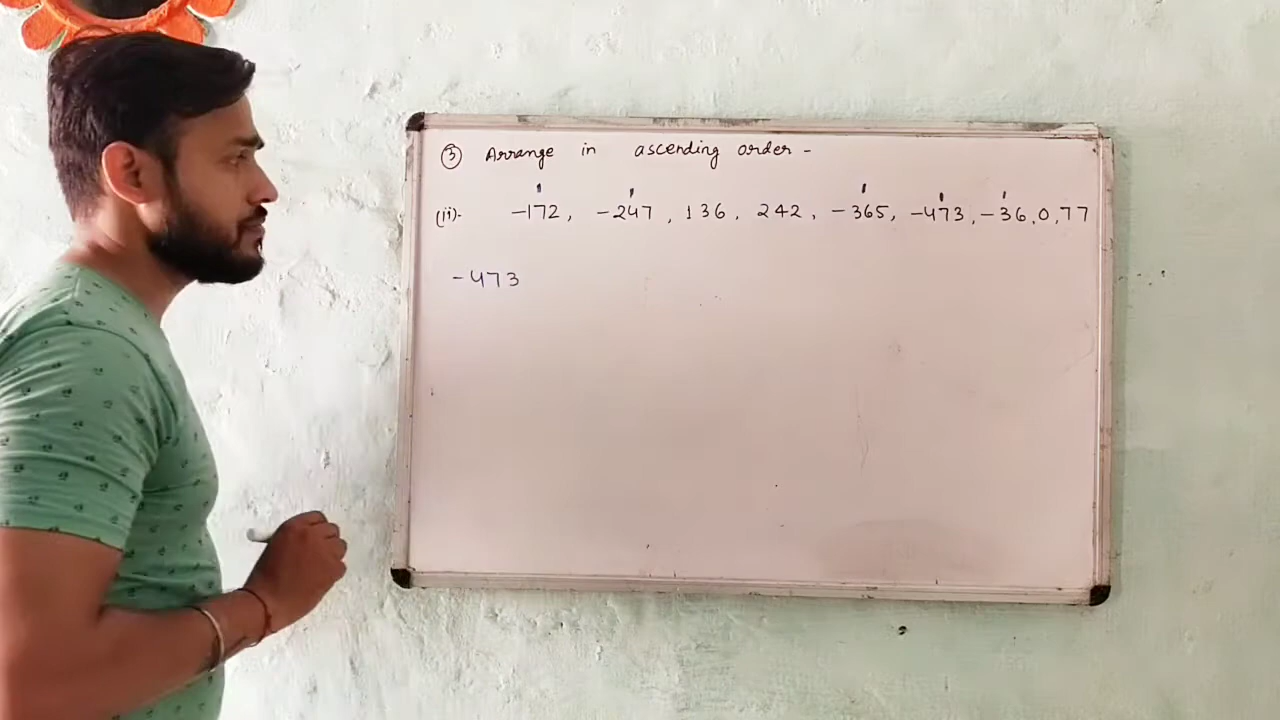 ③ Arrange in ascending order -
(ii)- -172, -247, 136, 242, -365, -473, -36, 0, 77
-473